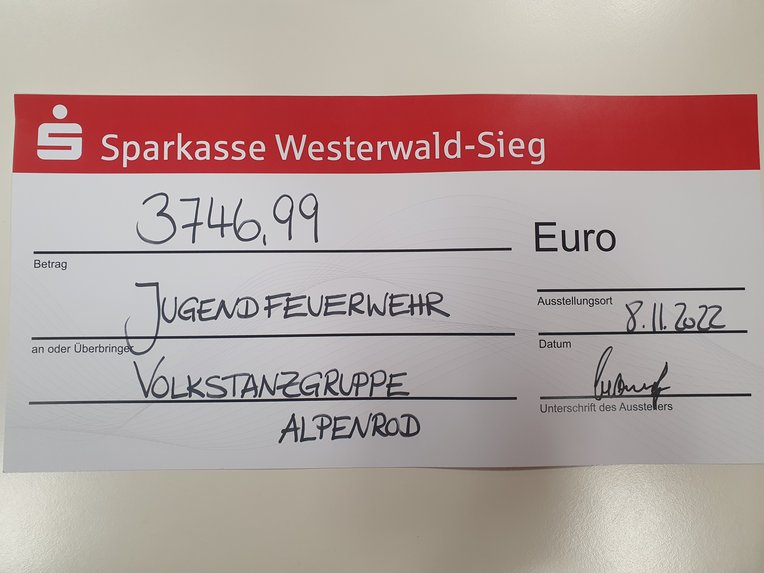 Sparkasse Westerwald-Sieg
3746,99
Euro
Betrag
JUGENDFEUERWEHR
Ausstellungsort
8.11.2022
an oder Überbringer
Datum
VOLKSTANZGRUPPE
Unterschrift des Ausstellers
ALPENROD